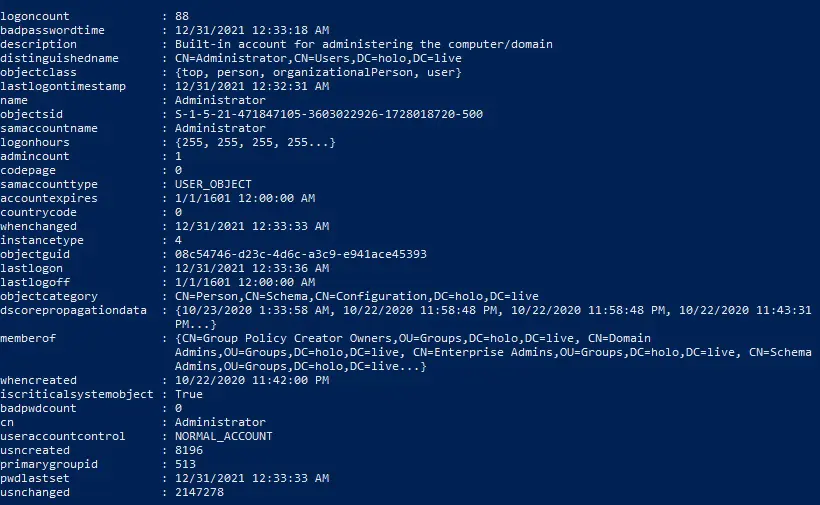 logoncount : 88
badpasswordtime : 12/31/2021 12:33:18 AM
description : Built-in account for administering the computer/domain
distinguishedname : CN=Administrator,CN=Users,DC=holo,DC=live
objectclass : {top, person, organizationalPerson, user}
lastlogontimestamp : 12/31/2021 12:32:31 AM
name : Administrator
objectsid : S-1-5-21-471847105-3603022926-1728018720-500
samaccountname : Administrator
logonhours : {255, 255, 255, 255...}
admincount : 1
codepage : 0
samaccounttype : USER_OBJECT
accountexpires : 1/1/1601 12:00:00 AM
countrycode : 0
whenchanged : 12/31/2021 12:33:33 AM
instancetype : 4
objectguid : 08c54746-d23c-4d6c-a3c9-e941ace45393
lastlogon : 12/31/2021 12:33:36 AM
lastlogoff : 1/1/1601 12:00:00 AM
objectcategory : CN=Person,CN=Schema,CN=Configuration,DC=holo,DC=live
dscorepropagationdata : {10/23/2020 1:33:58 AM, 10/22/2020 11:58:48 PM, 10/22/2020 11:58:48 PM, 10/22/2020 11:43:31
PM...}
memberof : {CN=Group Policy Creator Owners,OU=Groups,DC=holo,DC=live, CN=Domain
Admins,OU=Groups,DC=holo,DC=live, CN=Enterprise Admins,OU=Groups,DC=holo,DC=live, CN=Schema
Admins,OU=Groups,DC=holo,DC=live...}
whencreated : 10/22/2020 11:42:00 PM
iscriticalsystemobject : True
badpwdcount : 0
cn : Administrator
useraccountcontrol : NORMAL_ACCOUNT
usncreated : 8196
primarygroupid : 513
pwdlastset : 12/31/2021 12:33:33 AM
usnchanged : 2147278